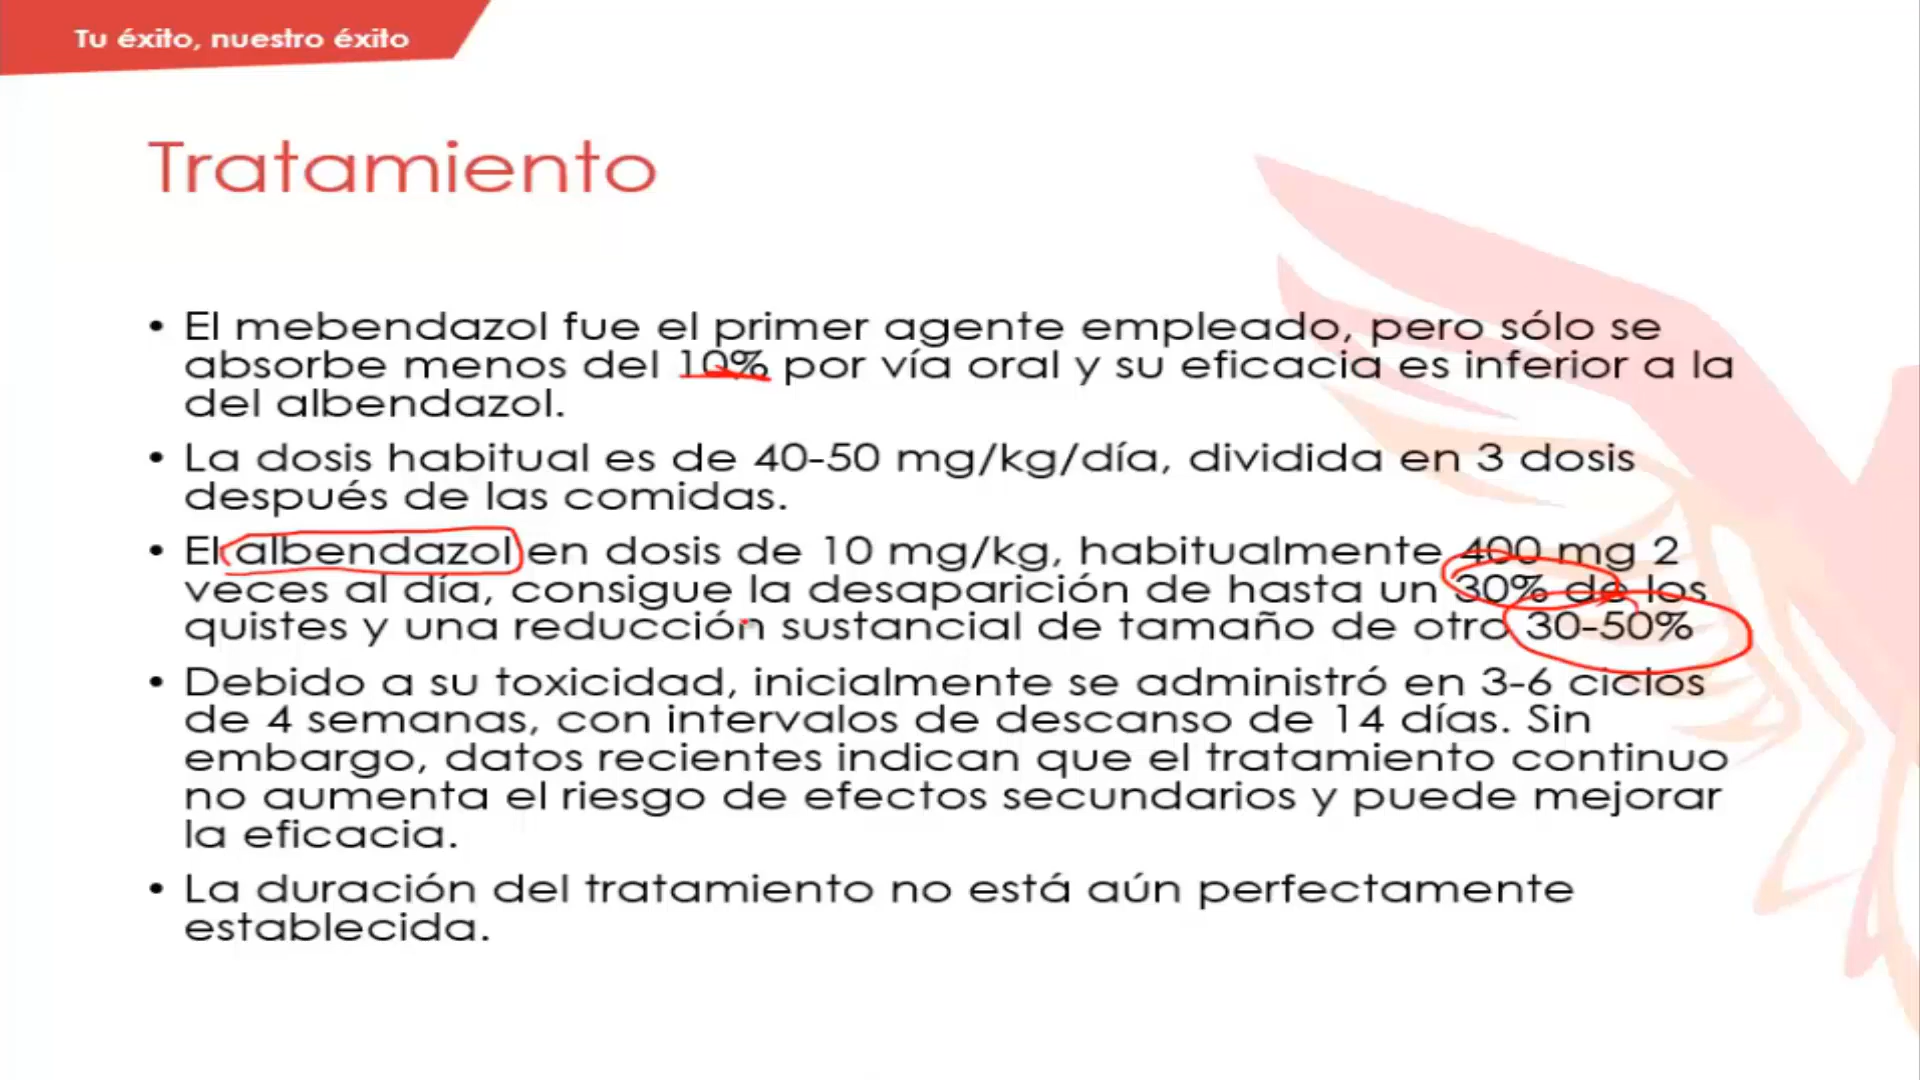 Tu éxito, nuestro éxito
Tratamiento
• El mebendazol fue el primer agente empleado, pero sólo se
absorbe menos del 10% por vía oral y su eficacia es inferior a la
del albendazol.
• La dosis habitual es de 40-50 mg/kg/día, dividida en 3 dosis
después de las comidas.
• El albendazol en dosis de 10 mg/kg, habitualmente 400 mg 2
veces al día, consigue la desaparición de hasta un 30% de los
quistes y una reducción sustancial de tamaño de otro 30-50%
• Debido a su toxicidad, inicialmente se administró en 3-6 ciclos
de 4 semanas, con intervalos de descanso de 14 días. Sin
embargo, datos recientes indican que el tratamiento continuo
no aumenta el riesgo de efectos secundarios y puede mejorar
la eficacia.
• La duración del tratamiento no está aún perfectamente
establecida.